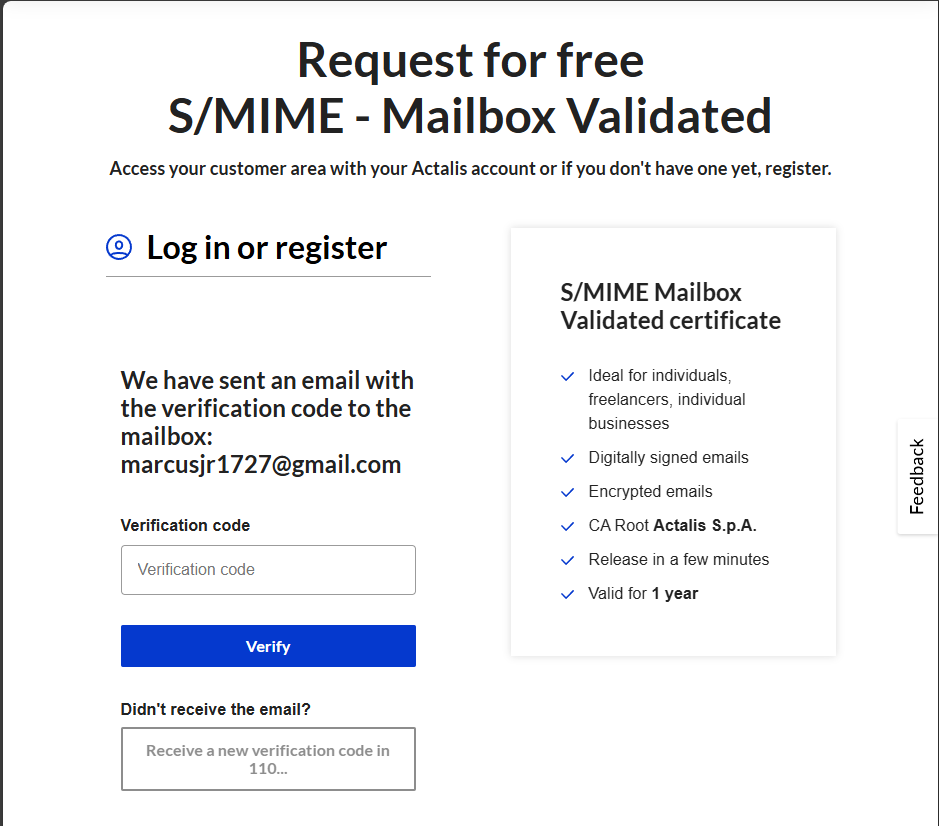 Request for free
S/MIME - Mailbox Validated
Access your customer area with your Actalis account or if you don't have one yet, register.
Log in or register
We have sent an email with
the verification code to the
mailbox:
marcusjr1727@gmail.com
Verification code
Verification code
Verify
Didn't receive the email?
Receive a new verification code in
110...
S/MIME Mailbox
Validated certificate
Ideal for individuals,
freelancers, individual
businesses
Digitally signed emails
Encrypted emails
CA Root Actalis S.p.A.
Release in a few minutes
Valid for 1 year
Feedback